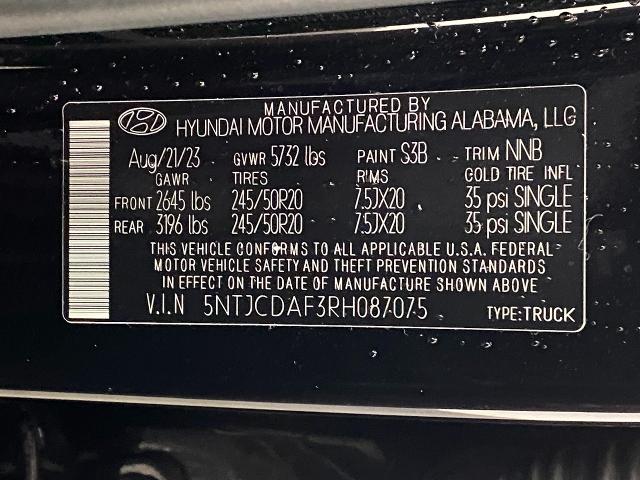 MANUFACTURED BY
HYUNDAI MOTOR MANUFACTURING ALABAMA, LLC
Aug/21/23 GVWR 5732 lbs PAINT S3B TRIM NNB
GAWR TIRES RIMS COLD TIRE INFL
FRONT 2645 lbs 245/50R20 7.5JX20 35 psi SINGLE
REAR 3196 lbs 245/50R20 7.5JX20 35 psi SINGLE
THIS VEHICLE CONFORMS TO ALL APPLICABLE U.S.A. FEDERAL
MOTOR VEHICLE SAFETY AND THEFT PREVENTION STANDARDS
IN EFFECT ON THE DATE OF MANUFACTURE SHOWN ABOVE
V.I.N 5NTJCDAF3RH087075 TYPE:TRUCK